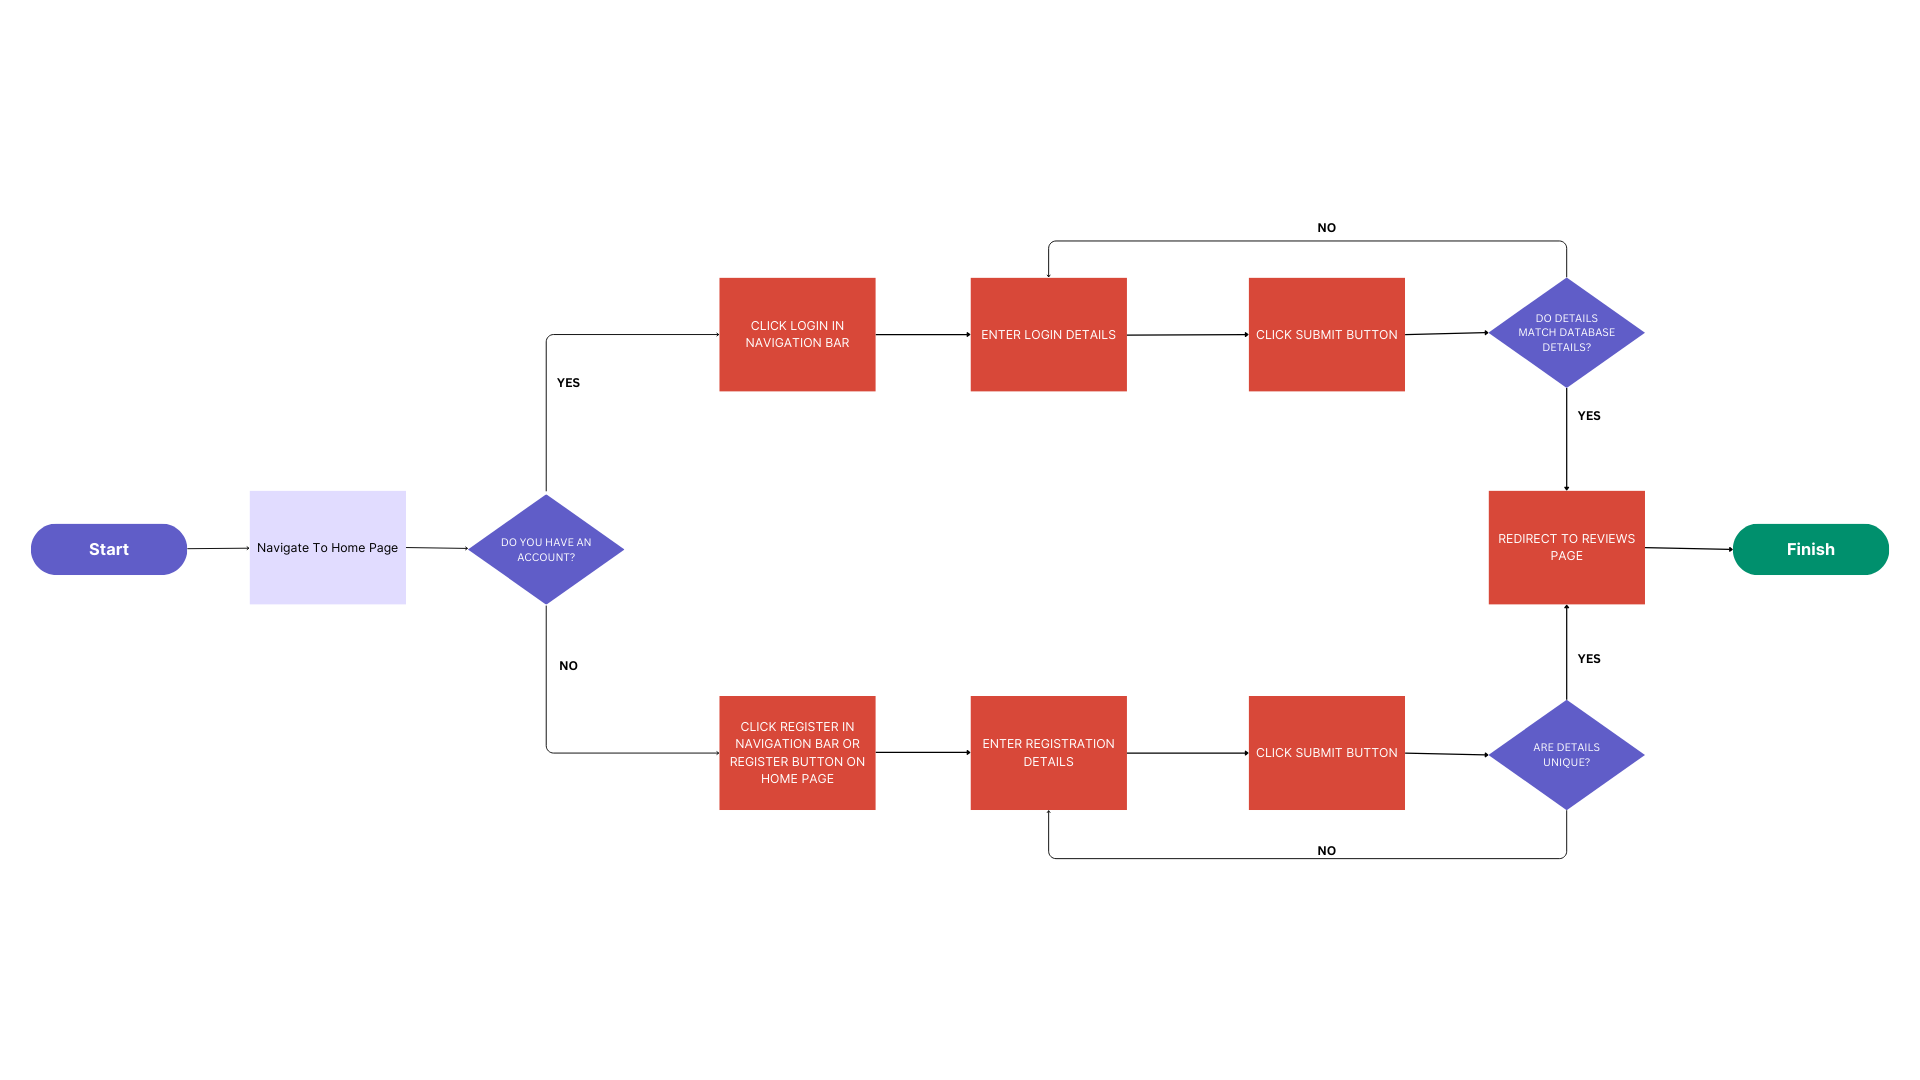 NO
CLICK LOGIN IN
NAVIGATION BAR
ENTER LOGIN DETAILS
CLICK SUBMIT BUTTON
DO DETAILS
MATCH DATABASE
DETAILS?
YES
YES
Start
Navigate To Home Page
DO YOU HAVE AN
ACCOUNT?
REDIRECT TO REVIEWS
PAGE
Finish
NO
YES
CLICK REGISTER IN
NAVIGATION BAR OR
REGISTER BUTTON ON
HOME PAGE
ENTER REGISTRATION
DETAILS
CLICK SUBMIT BUTTON
ARE DETAILS
UNIQUE?
NO